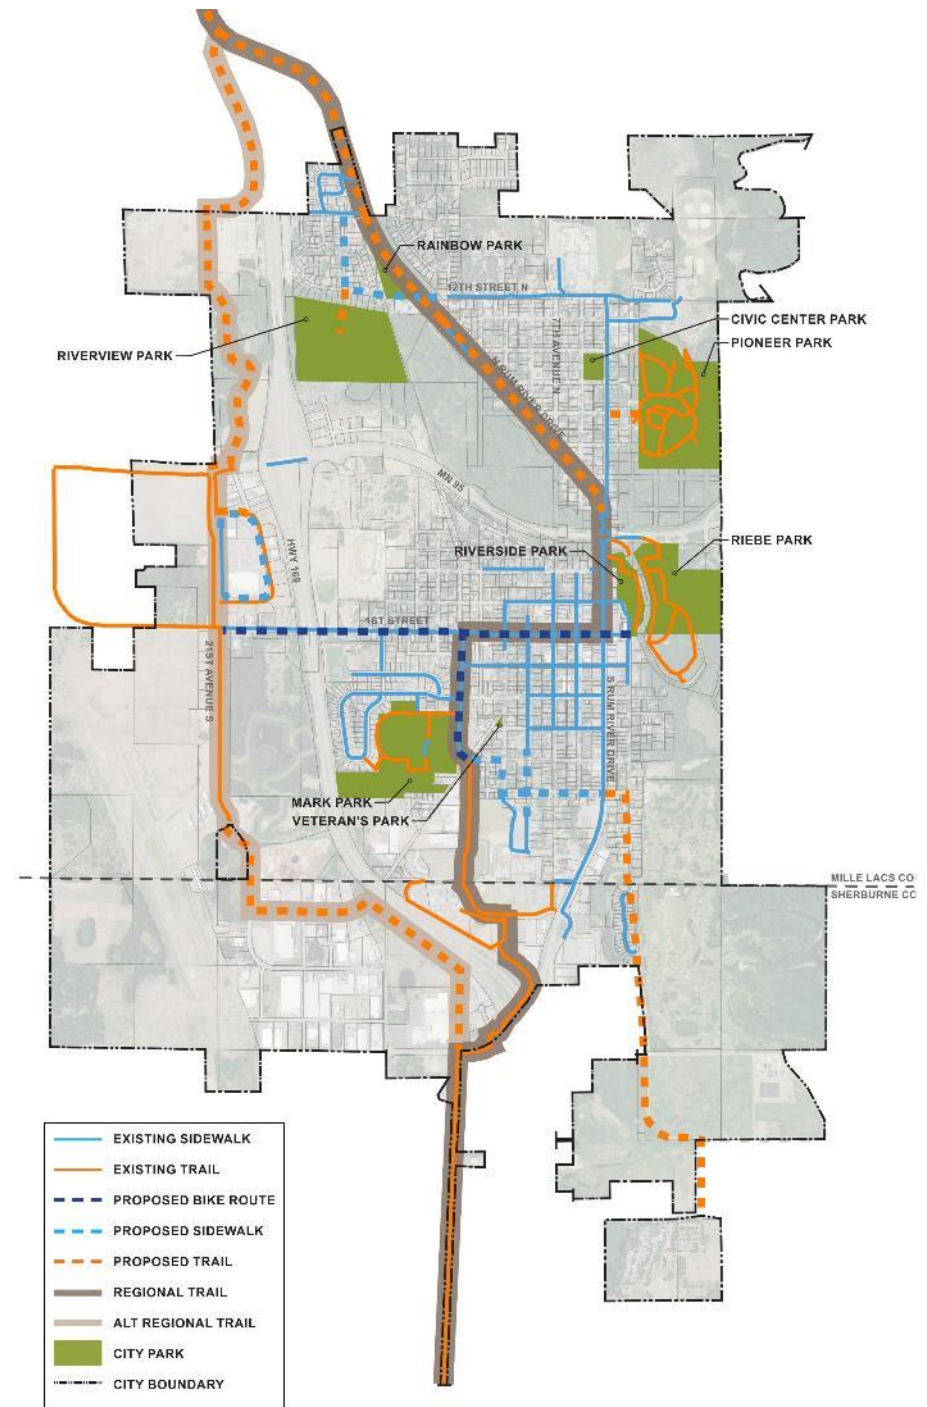 RAINBOW PARK
12TH STREET N
CIVIC CENTER PARK
PIONEER PARK
RIVERVIEW PARK
7TH AVENUE N
N RUM RIVER DRIVE
MN 95
HWY 169
RIVERSIDE PARK
RIEBE PARK
1ST STREET
21ST AVENUE S
S RUM RIVER DRIVE
MARK PARK
VETERAN'S PARK
MILLE LACS CO
SHERBURNE CO
EXISTING SIDEWALK
EXISTING TRAIL
PROPOSED BIKE ROUTE
PROPOSED SIDEWALK
PROPOSED TRAIL
REGIONAL TRAIL
ALT REGIONAL TRAIL
CITY PARK
CITY BOUNDARY